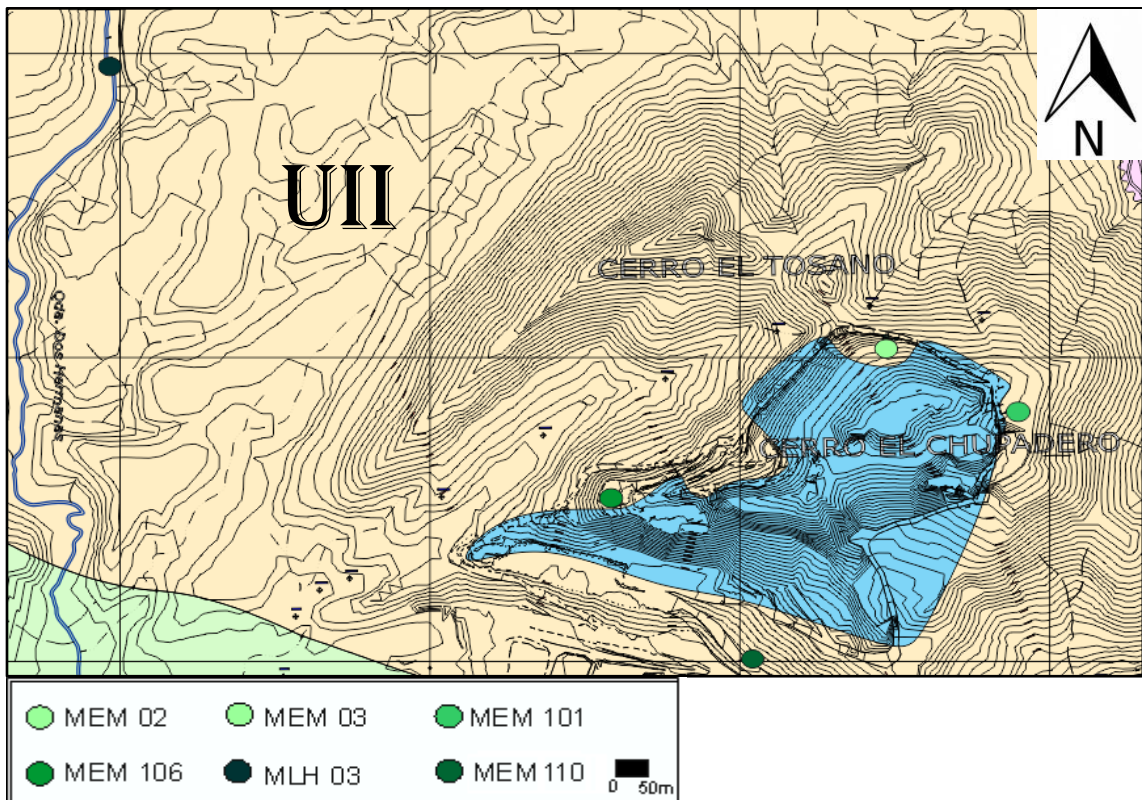 N
UII
CERRO EL TOSANO
Qda. Dos Hermanas
CERRO EL CHUPADERO
MEM 02 MEM 03 MEM 101
MEM 106 MLH 03 MEM 110 0 50m